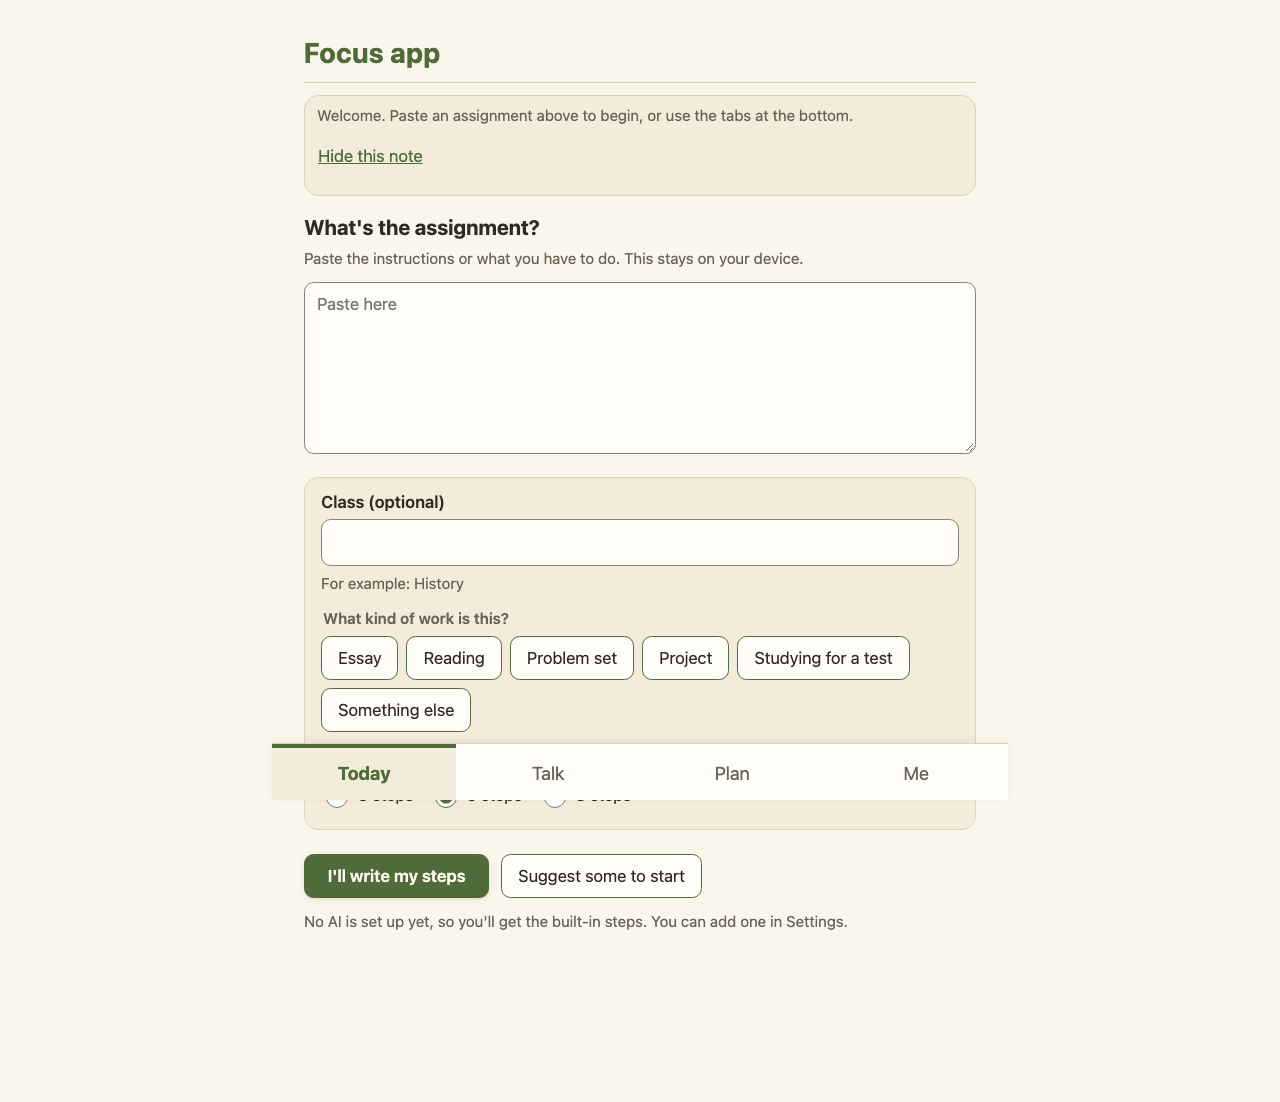 Focus app
Welcome. Paste an assignment above to begin, or use the tabs at the bottom.
Hide this note
What's the assignment?
Paste the instructions or what you have to do. This stays on your device.
Paste here
Class (optional)
For example: History
What kind of work is this?
Essay Reading Problem set Project Studying for a test
Something else
Today Talk Plan Me
steps steps steps
I'll write my steps Suggest some to start
No AI is set up yet, so you'll get the built-in steps. You can add one in Settings.